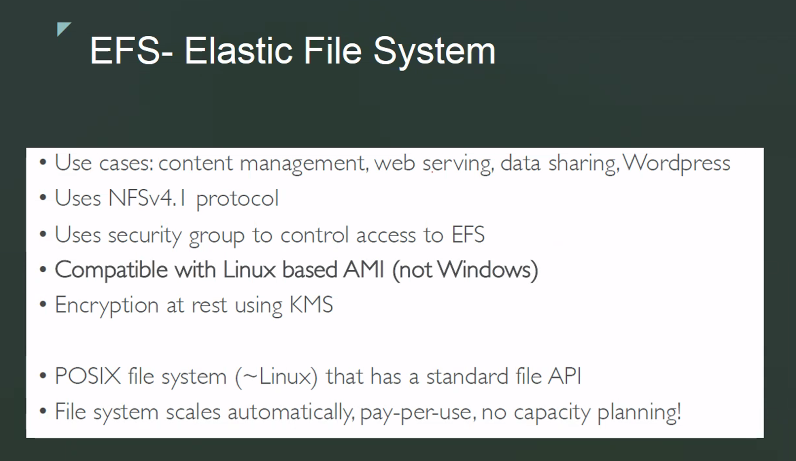 EFS- Elastic File System
• Use cases: content management, web serving, data sharing, Wordpress
• Uses NFSv4.1 protocol
• Uses security group to control access to EFS
• Compatible with Linux based AMI (not Windows)
• Encryption at rest using KMS
• POSIX file system (~Linux) that has a standard file API
• File system scales automatically, pay-per-use, no capacity planning!